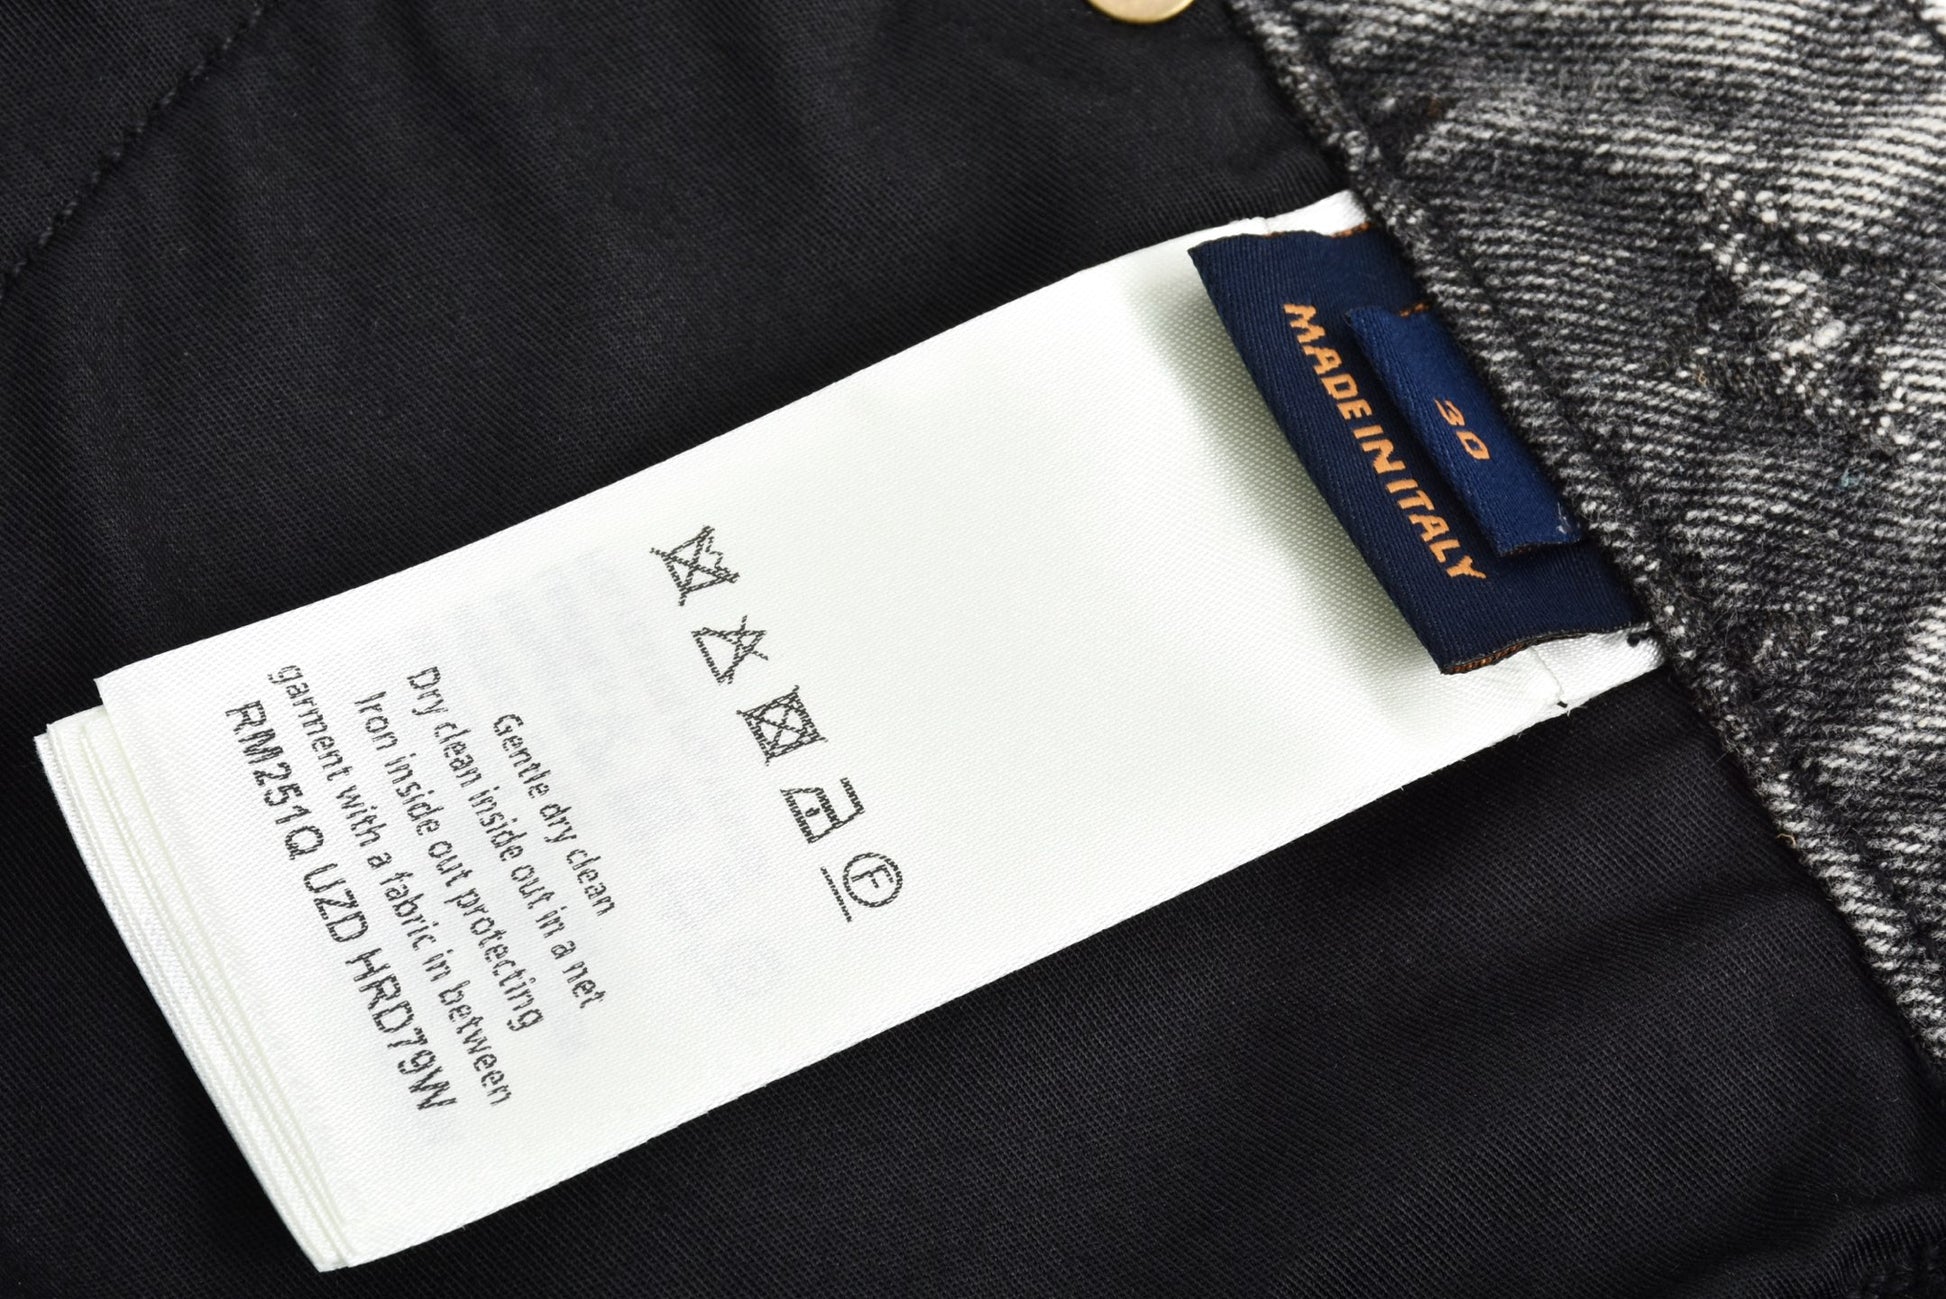 MADE IN ITALY
30
F
Gentle dry clean
Dry clean inside out in a net
Iron inside out protecting
garment with a fabric in between
RM251Q UZD HRD79W